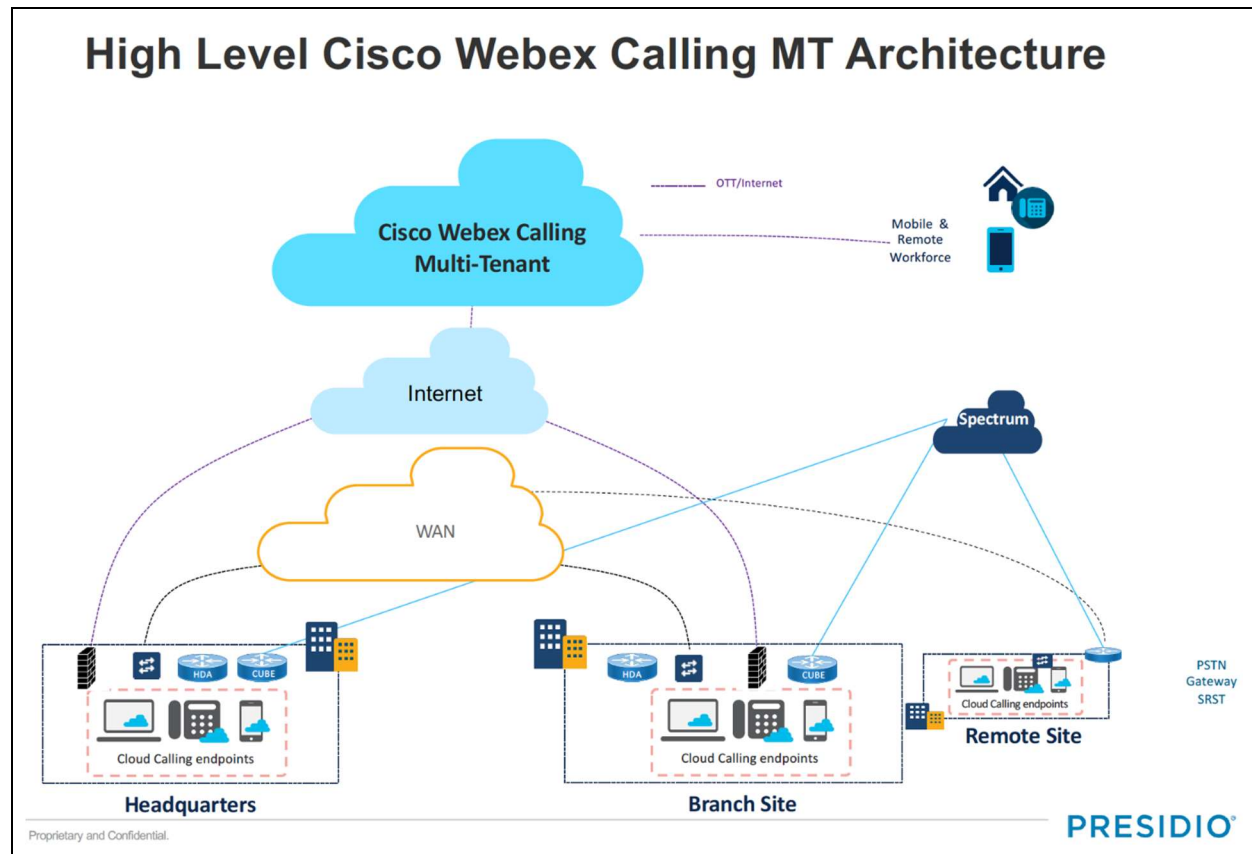 High Level Cisco Webex Calling MT Architecture
OTT/Internet
Cisco Webex Calling
Multi-Tenant
Mobile &
Remote
Workforce
Internet
Spectrum
WAN
HDA
CUBE
Cloud Calling endpoints
Headquarters
HDA
CUBE
Cloud Calling endpoints
Branch Site
Cloud Calling endpoints
Remote Site
PSTN
Gateway
SRST
Proprietary and Confidential.
PRESIDIO®